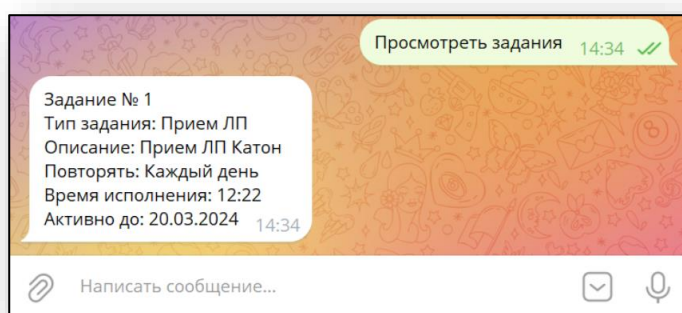 Просмотреть задания 14:34
Задание № 1
Тип задания: Прием ЛП
Описание: Прием ЛП Катон
Повторять: Каждый день
Время исполнения: 12:22
Активно до: 20.03.2024 14:34
Написать сообщение...